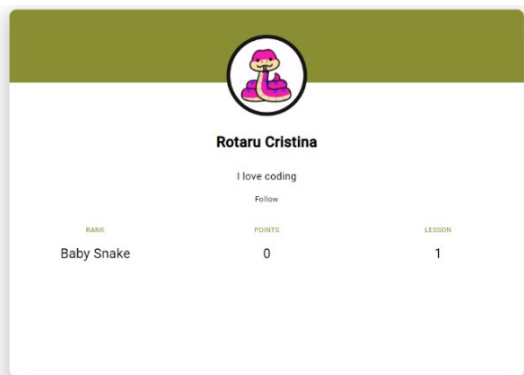 Rotaru Cristina
I love coding
Follow
RANK POINTS LESSON
Baby Snake 0 1